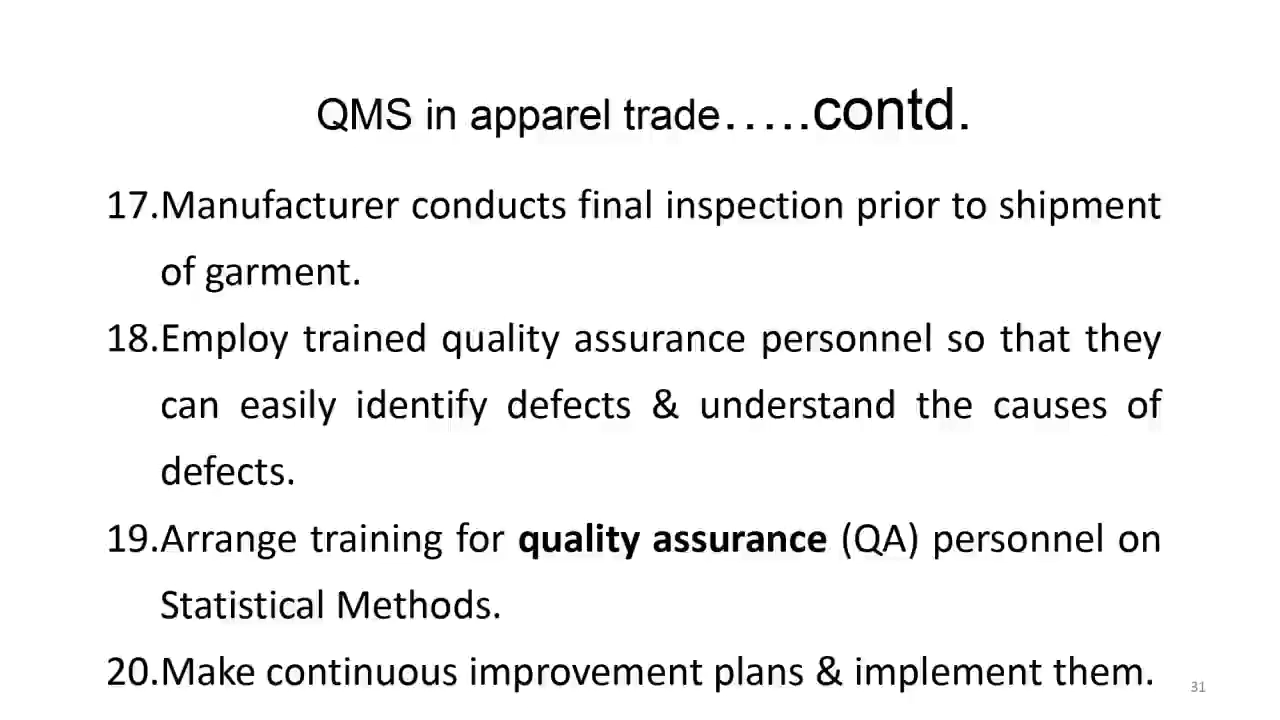 QMS in apparel trade…..contd.
17.Manufacturer conducts final inspection prior to shipment
of garment.
18.Employ trained quality assurance personnel so that they
can easily identify defects & understand the causes of
defects.
19.Arrange training for quality assurance (QA) personnel on
Statistical Methods.
20.Make continuous improvement plans & implement them.
31